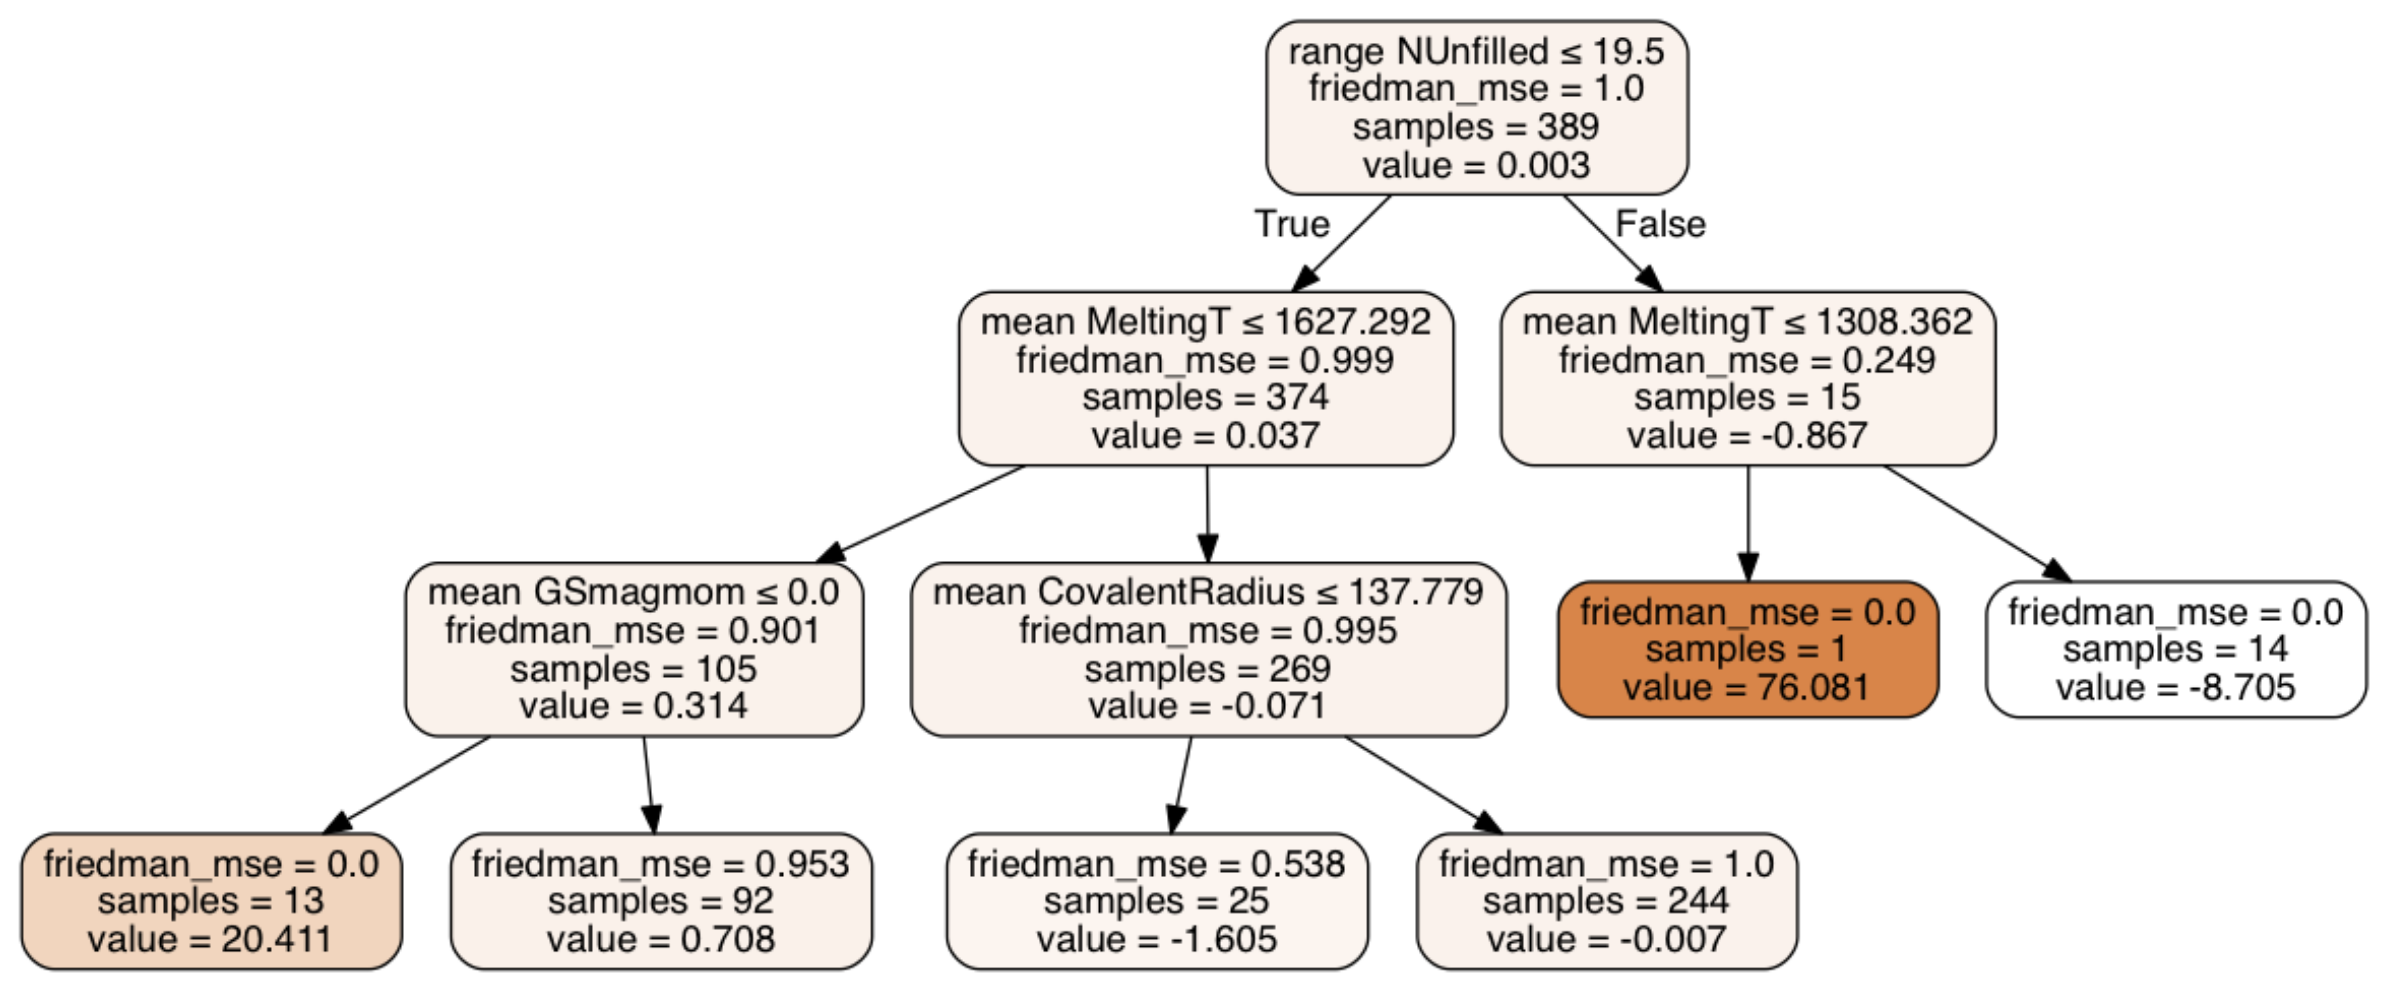 range NUnfilled ≤ 19.5
friedman_mse = 1.0
samples = 389
value = 0.003
True
False
mean MeltingT ≤ 1627.292
friedman_mse = 0.999
samples = 374
value = 0.037
mean MeltingT ≤ 1308.362
friedman_mse = 0.249
samples = 15
value = -0.867
mean GSmagmom ≤ 0.0
friedman_mse = 0.901
samples = 105
value = 0.314
mean CovalentRadius ≤ 137.779
friedman_mse = 0.995
samples = 269
value = -0.071
friedman_mse = 0.0
samples = 1
value = 76.081
friedman_mse = 0.0
samples = 14
value = -8.705
friedman_mse = 0.0
samples = 13
value = 20.411
friedman_mse = 0.953
samples = 92
value = 0.708
friedman_mse = 0.538
samples = 25
value = -1.605
friedman_mse = 1.0
samples = 244
value = -0.007